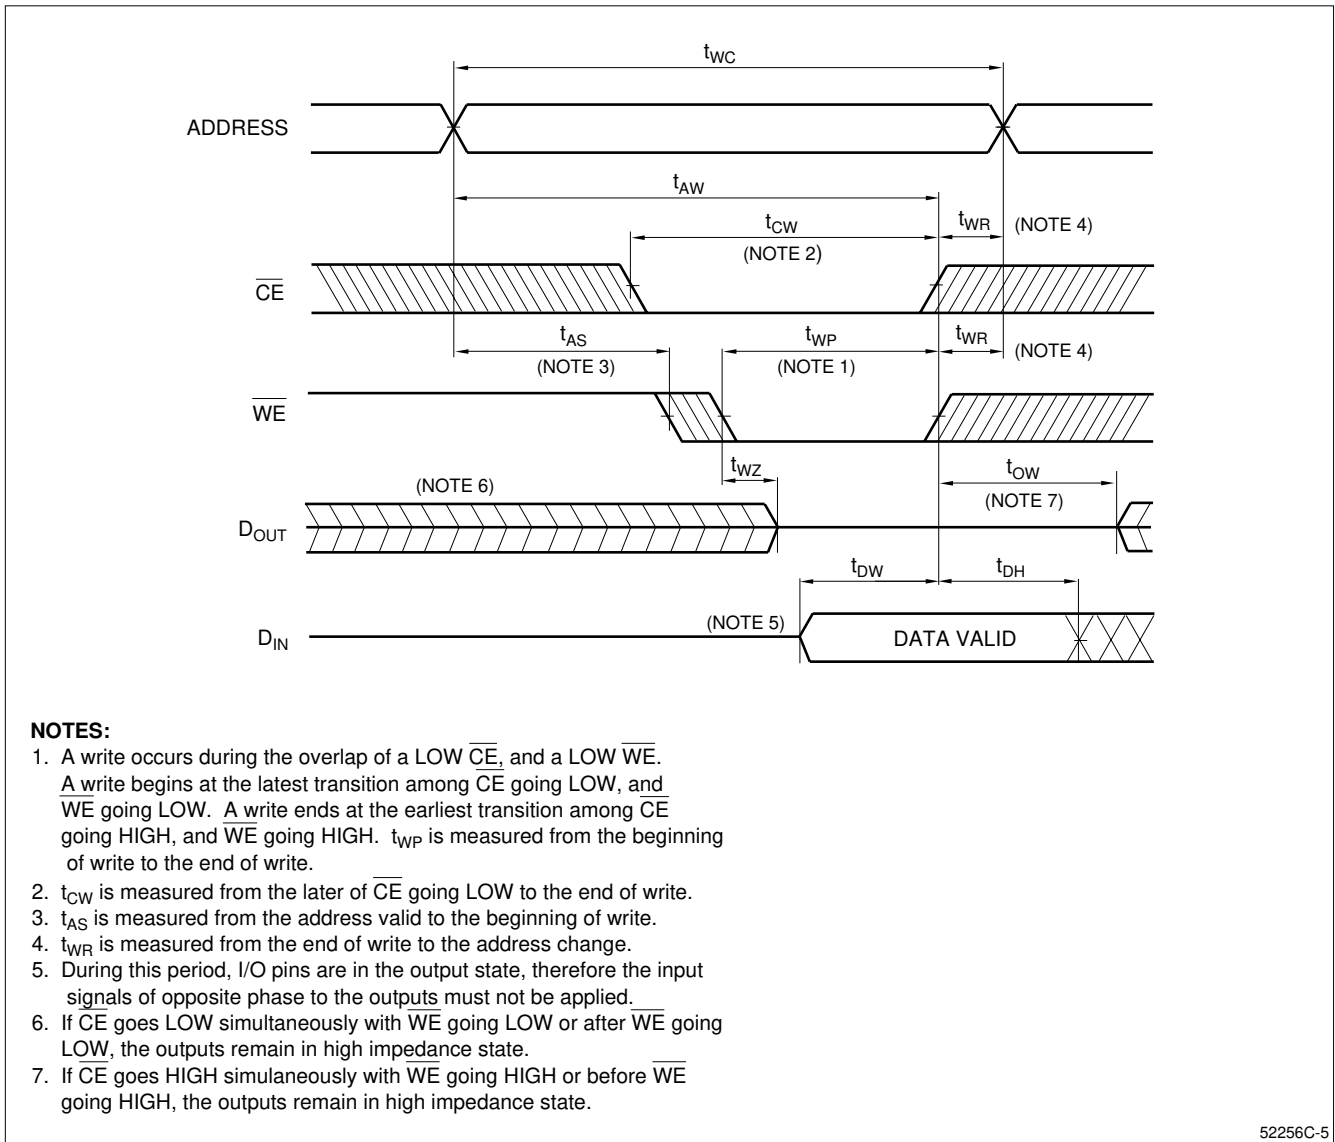 tWC
ADDRESS
tAW
tCW
(NOTE 2)
tWR
(NOTE 4)
CE
tAS
(NOTE 3)
tWP
(NOTE 1)
tWR
(NOTE 4)
WE
tWZ
tOW
(NOTE 6)
(NOTE 7)
DOUT
tDW
tDH
(NOTE 5)
DIN
DATA VALID
NOTES:
1. A write occurs during the overlap of a LOW CE, and a LOW WE.
A write begins at the latest transition among CE going LOW, and
WE going LOW. A write ends at the earliest transition among CE
going HIGH, and WE going HIGH. tWP is measured from the beginning
of write to the end of write.
2. tCW is measured from the later of CE going LOW to the end of write.
3. tAS is measured from the address valid to the beginning of write.
4. tWR is measured from the end of write to the address change.
5. During this period, I/O pins are in the output state, therefore the input
signals of opposite phase to the outputs must not be applied.
6. If CE goes LOW simultaneously with WE going LOW or after WE going
LOW, the outputs remain in high impedance state.
7. If CE goes HIGH simultaneously with WE going HIGH or before WE
going HIGH, the outputs remain in high impedance state.
52256C-5